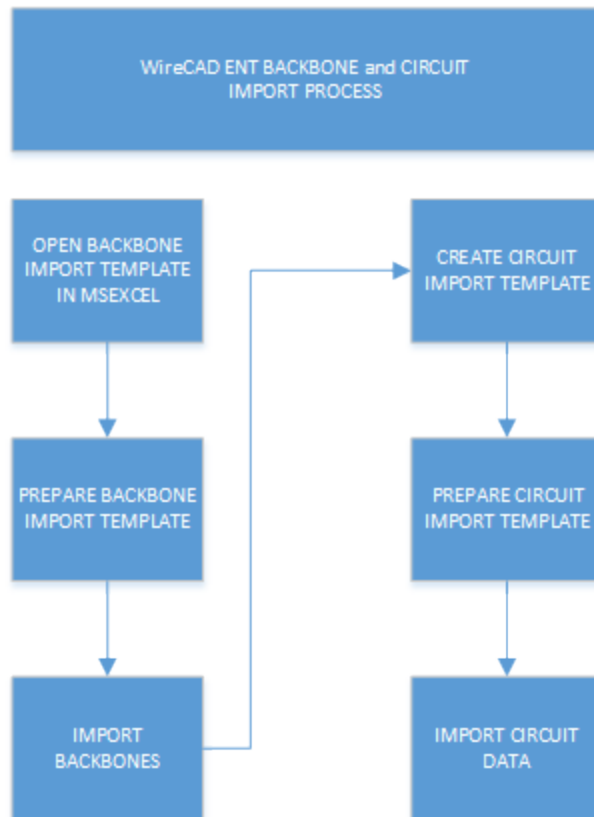 WireCAD ENT BACKBONE and CIRCUIT
IMPORT PROCESS
OPEN BACKBONE
IMPORT TEMPLATE
IN MSEXCEL
PREPARE BACKBONE
IMPORT TEMPLATE
IMPORT
BACKBONES
CREATE CIRCUIT
IMPORT TEMPLATE
PREPARE CIRCUIT
IMPORT TEMPLATE
IMPORT CIRCUIT
DATA